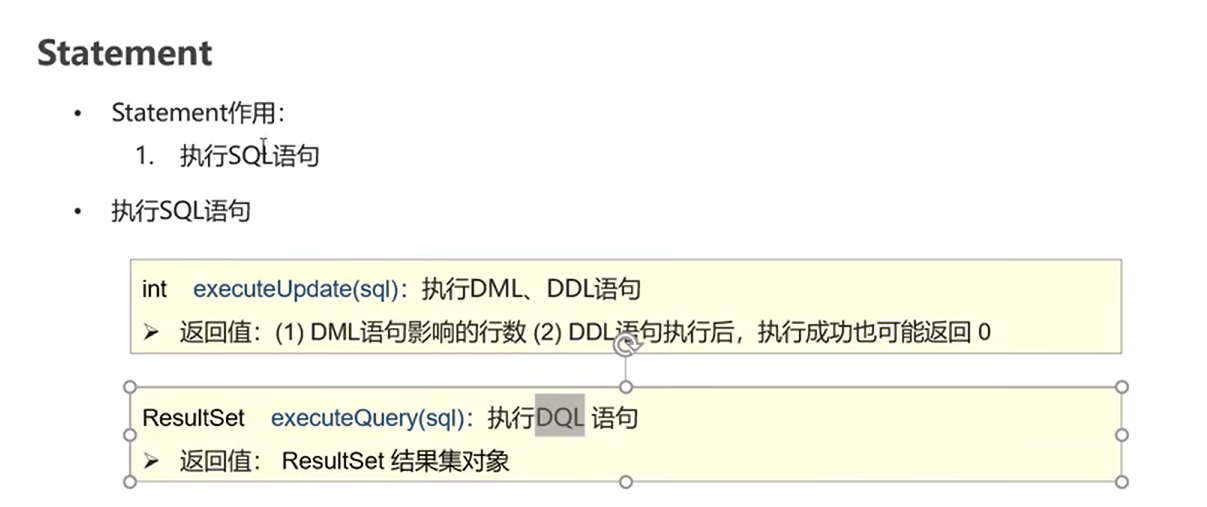 Statement
• Statement作用：
1. 执行SQL语句
• 执行SQL语句
int executeUpdate(sql)：执行DML、DDL语句
➢ 返回值：(1) DML语句影响的行数 (2) DDL语句执行后，执行成功也可能返回 0
ResultSet executeQuery(sql)：执行DQL 语句
➢ 返回值： ResultSet 结果集对象